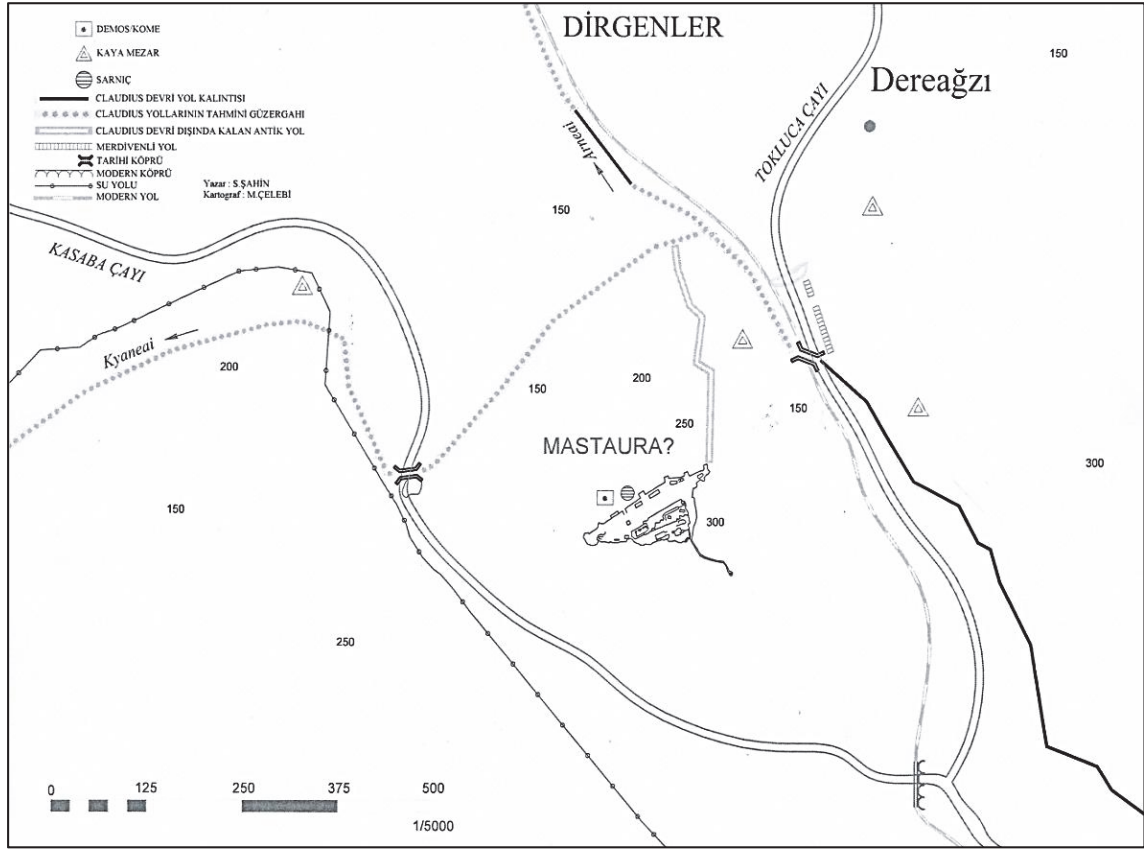 DEMOS/KOME
KAYA MEZAR
SARNIÇ
CLAUDIUS DEVRİ YOL KALINTISI
CLAUDIUS YOLLARININ TAHMİNİ GÜZERGAHI
CLAUDIUS DEVRİ DIŞINDA KALAN ANTİK YOL
MERDİVENLİ YOL
TARİHİ KÖPRÜ
MODERN KÖPRÜ
SU YOLU
MODERN YOL
Yazar : S.ŞAHİN
Kartograf : M.ÇELEBİ
DİRGENLER
150
Dereağzı
TOKLUCA ÇAYI
Arneai
150
KASABA ÇAYI
Kyaneai
200
150
200
150
250
MASTAURA?
300
150
300
250
0 125 250 375 500
1/5000